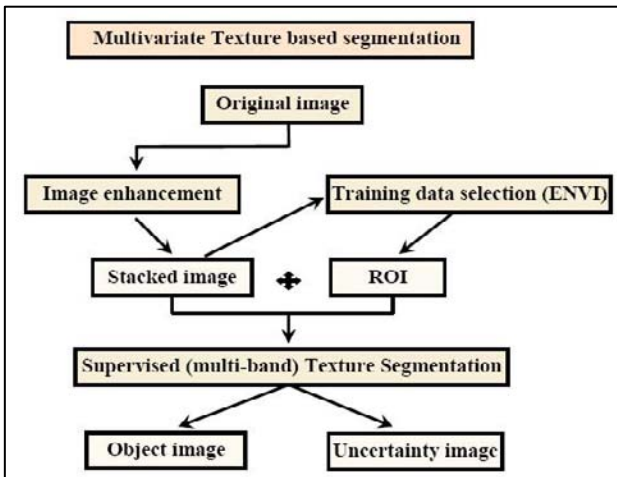 Multivariate Texture based segmentation
Original image
Image enhancement
Training data selection (ENVI)
Stacked image
ROI
Supervised (multi-band) Texture Segmentation
Object image
Uncertainty image